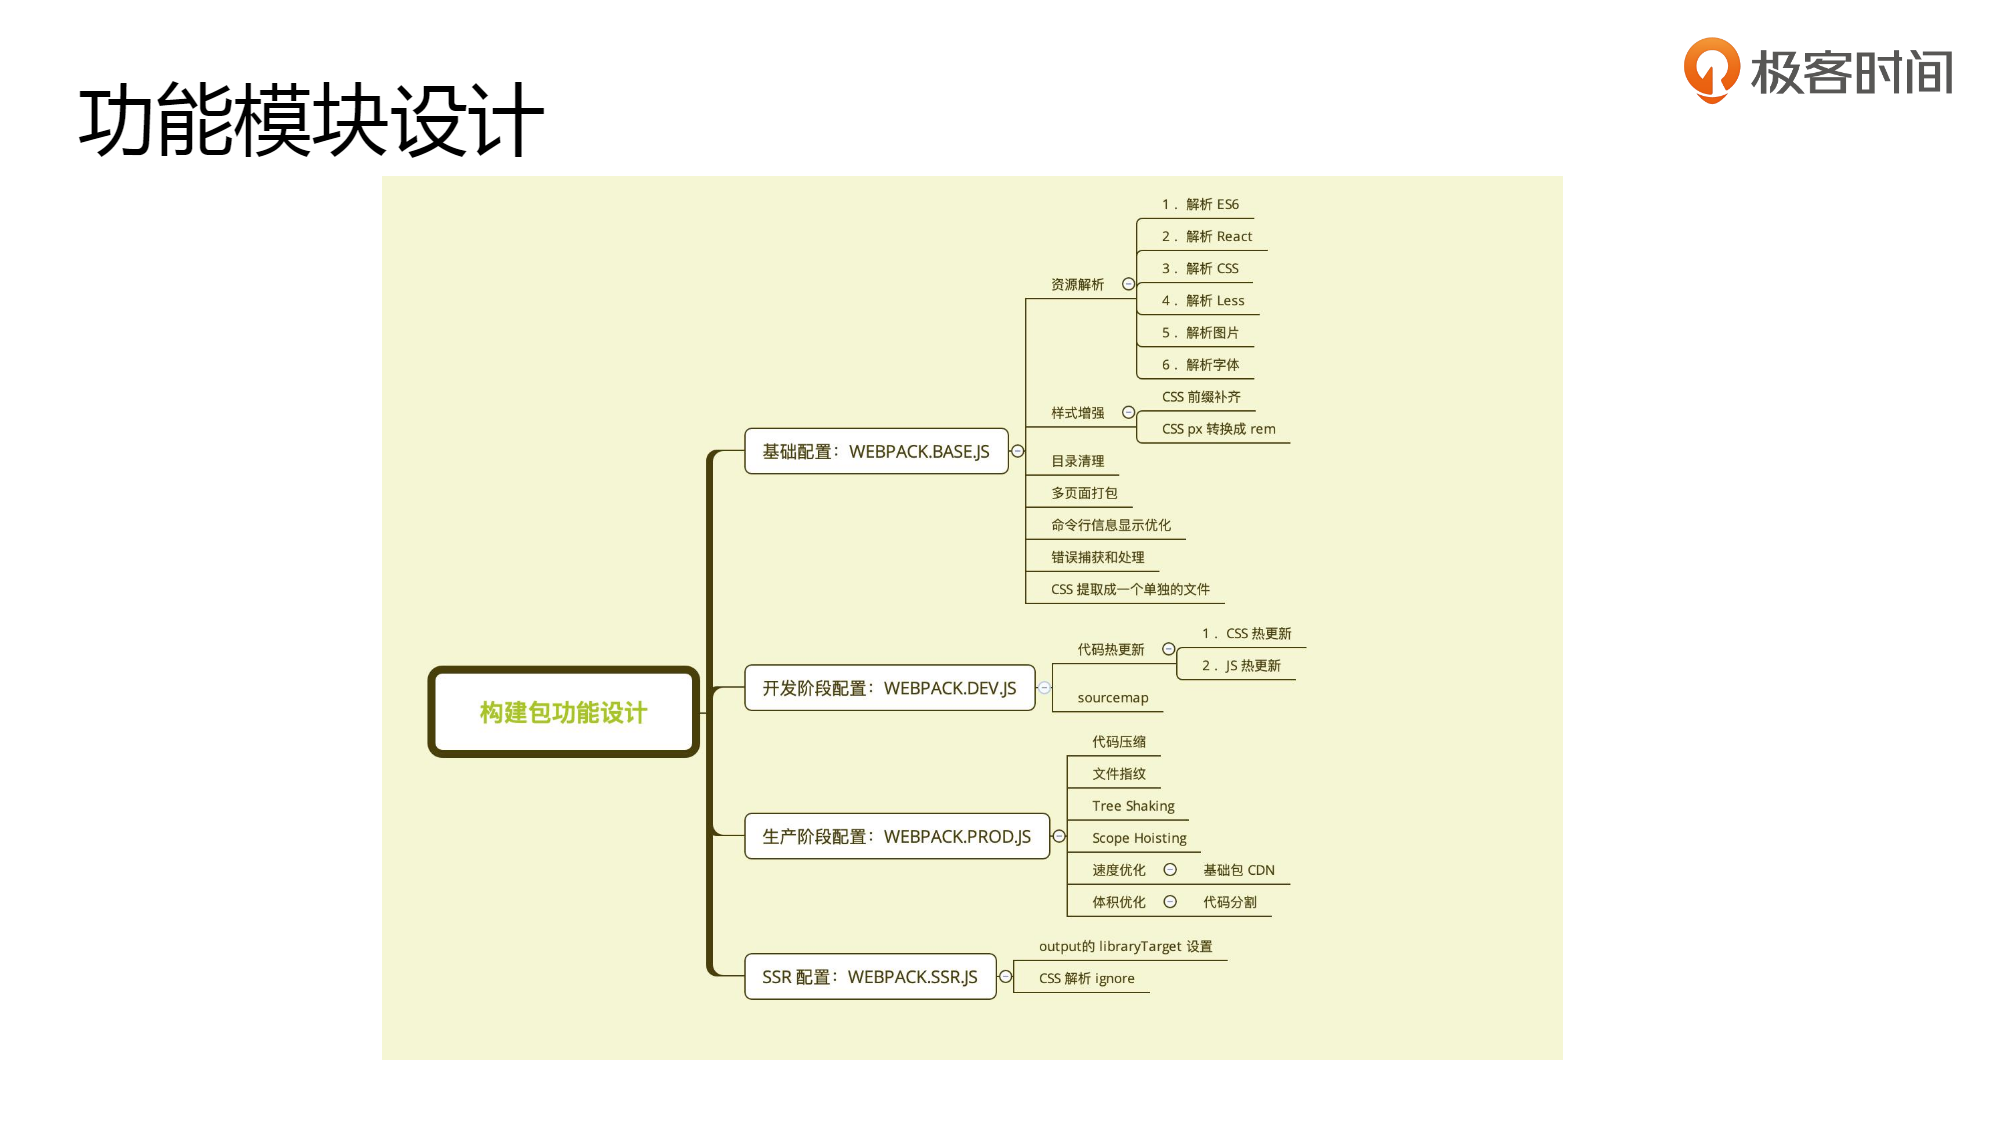 极客时间
功能模块设计
构建包功能设计
基础配置：WEBPACK.BASE.JS
资源解析
1． 解析 ES6
2． 解析 React
3． 解析 CSS
4． 解析 Less
5． 解析图片
6． 解析字体
样式增强
CSS 前缀补齐
CSS px 转换成 rem
目录清理
多页面打包
命令行信息显示优化
错误捕获和处理
CSS 提取成一个单独的文件
开发阶段配置：WEBPACK.DEV.JS
代码热更新
1． CSS 热更新
2． JS 热更新
sourcemap
生产阶段配置：WEBPACK.PROD.JS
代码压缩
文件指纹
Tree Shaking
Scope Hoisting
速度优化 基础包 CDN
体积优化 代码分割
SSR 配置：WEBPACK.SSR.JS
output的 libraryTarget 设置
CSS 解析 ignore